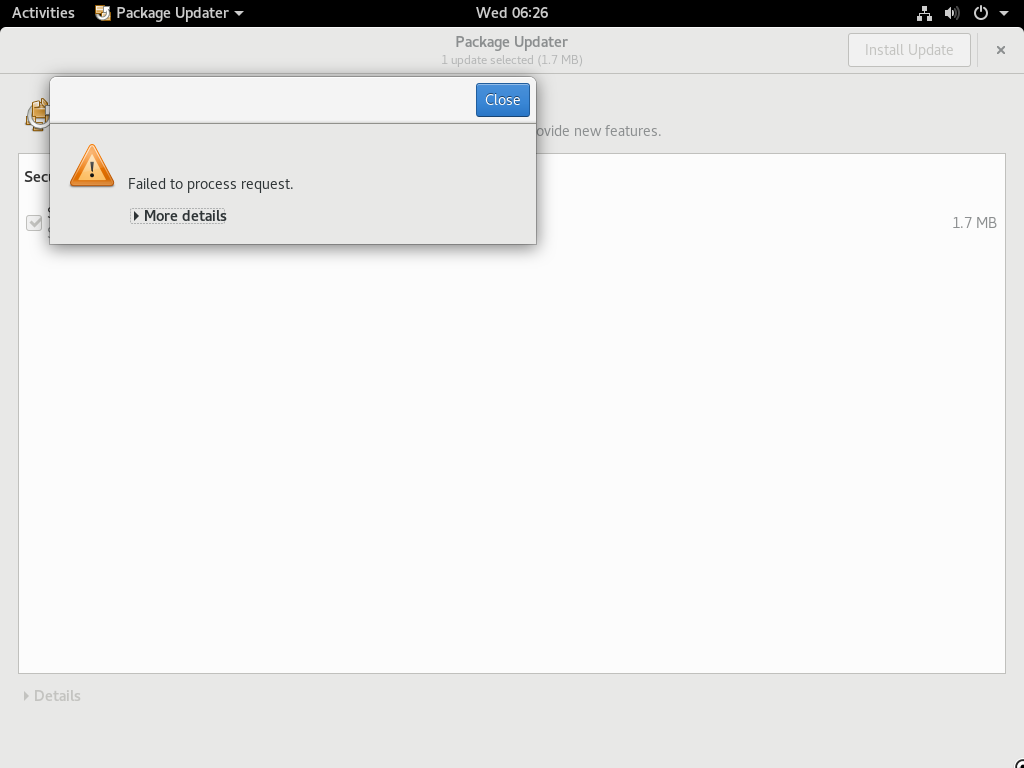 Activities Package Updater Wed 06:26
Package Updater
1 update selected (1.7 MB)
Install Update
Close
ovide new features.
Failed to process request.
More details
1.7 MB
Details